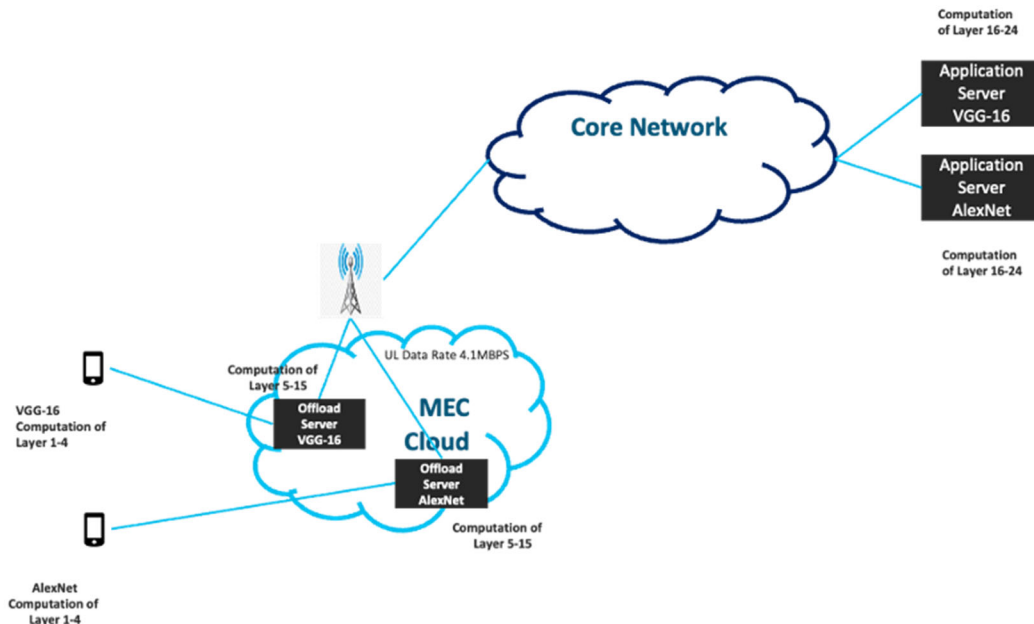 Computation
of Layer 16-24
Application
Server
VGG-16
Core Network
Application
Server
AlexNet
Computation
of Layer 16-24
UL Data Rate 4.1MBPS
Computation of
Layer 5-15
VGG-16
Computation of
Layer 1-4
Offload
Server
VGG-16
MEC
Cloud
Offload
Server
AlexNet
Computation of
Layer 5-15
AlexNet
Computation of
Layer 1-4